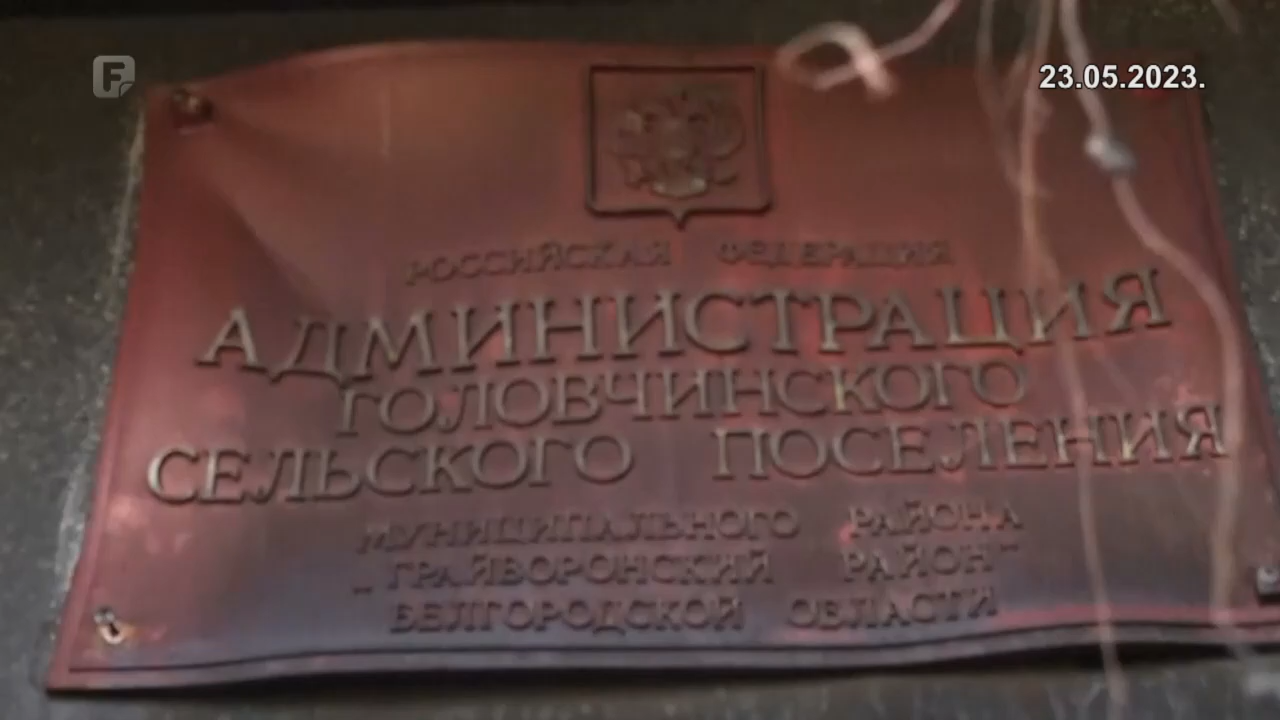 F
23.05.2023.
РОССИЙСКАЯ ФЕДЕРАЦИЯ
АДМИНИСТРАЦИЯ
ГОЛОВЧИНСКОГО
СЕЛЬСКОГО ПОСЕЛЕНИЯ
МУНИЦИПАЛЬНОГО РАЙОНА
„ГРАЙВОРОНСКИЙ РАЙОН"
БЕЛГОРОДСКОЙ ОБЛАСТИ